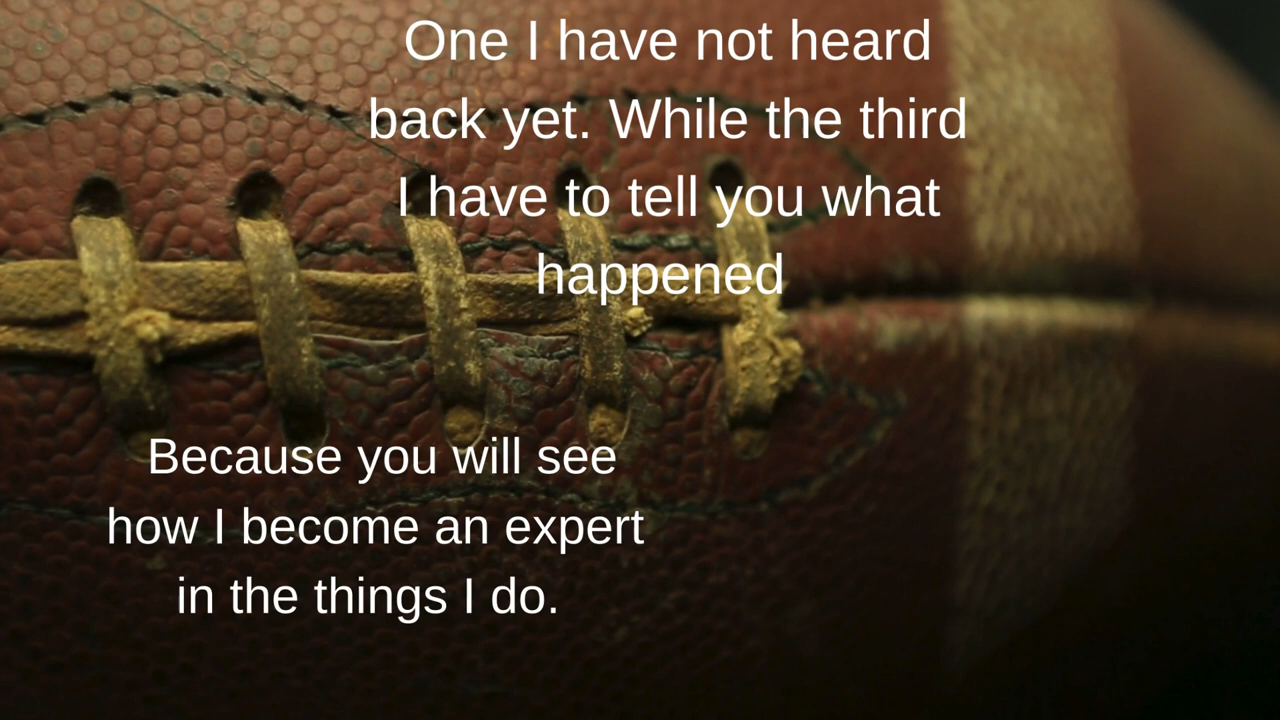 One I have not heard
back yet. While the third
I have to tell you what
happened
Because you will see
how I become an expert
in the things I do.